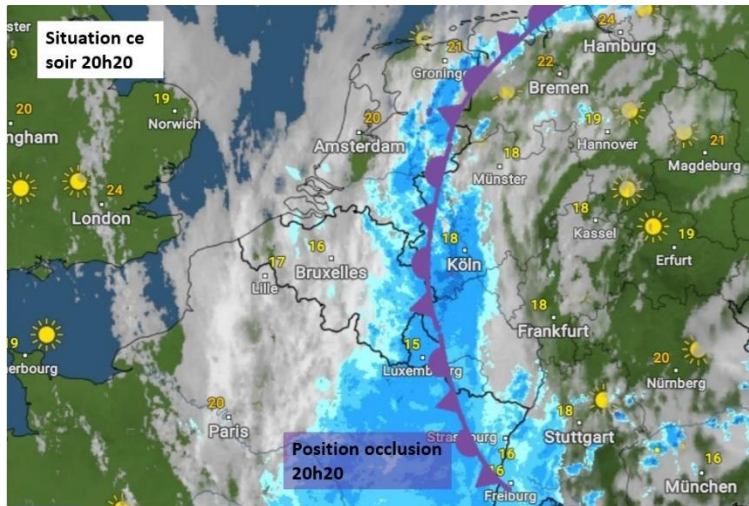 Situation ce
soir 20h20
24
Hamburg
21
Groningen
22
Bremen
19
20
19
Norwich
20
Amsterdam
19
Hannover
21
Magdeburg
ngham
18
Münster
24
London
18
Kassel
19
Erfurt
16
Bruxelles
17
Lille
18
Köln
18
Frankfurt
19
erbourg
15
Luxembourg
20
Nürnberg
20
Paris
18
Stuttgart
Position occlusion
20h20
Strasbourg
16
16
Freiburg
16
München